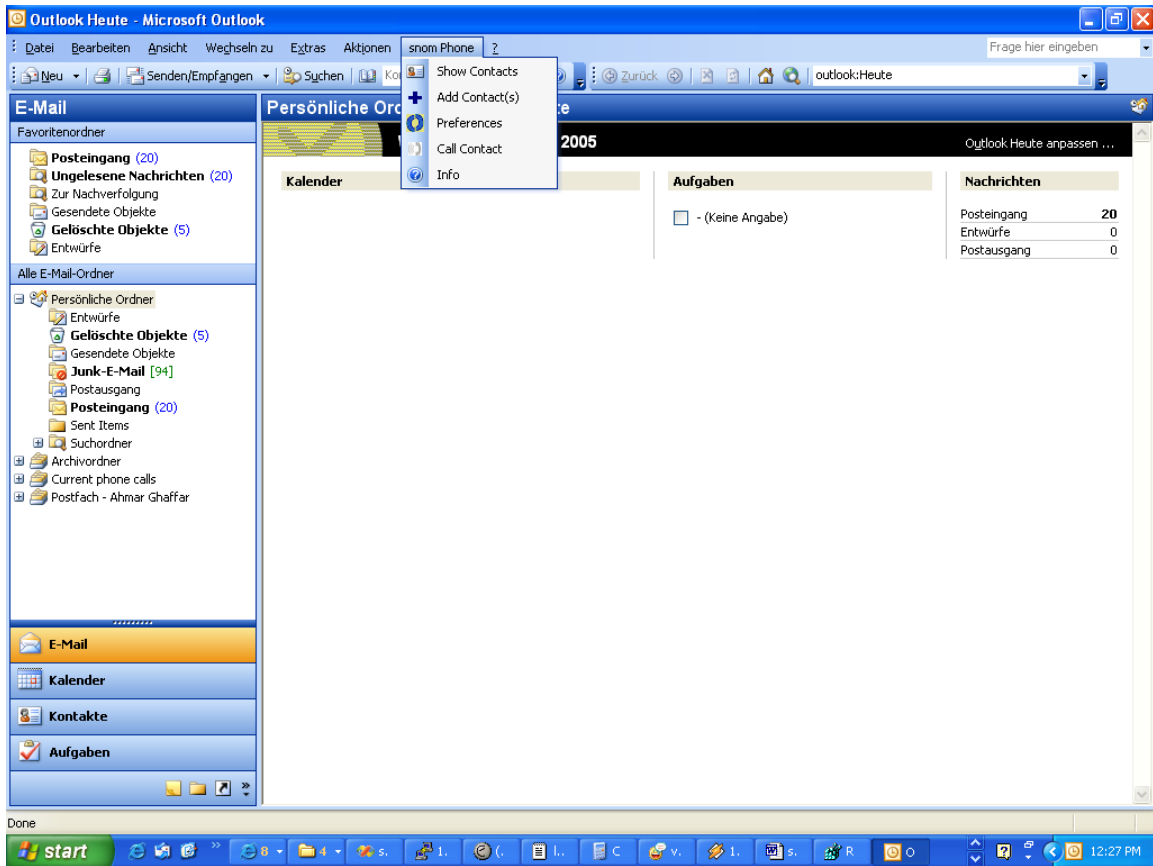 Outlook Heute - Microsoft Outlook
Datei Bearbeiten Ansicht Wechseln zu Extras Aktionen snom Phone ? Frage hier eingeben
Neu Senden/Empfangen Suchen Zurück outlook:Heute
Show Contacts
Add Contact(s)
Preferences
Call Contact
Info
E-Mail
Persönliche Ord
te
Favoritenordner
2005
Outlook Heute anpassen ...
Posteingang (20)
Ungelesene Nachrichten (20)
Zur Nachverfolgung
Gesendete Objekte
Gelöschte Objekte (5)
Entwürfe
Kalender
Aufgaben
- (Keine Angabe)
Nachrichten
Posteingang 20
Entwürfe 0
Postausgang 0
Alle E-Mail-Ordner
Persönliche Ordner
Entwürfe
Gelöschte Objekte (5)
Gesendete Objekte
Junk-E-Mail [94]
Postausgang
Posteingang (20)
Sent Items
Suchordner
Archivordner
Current phone calls
Postfach - Ahmar Ghaffar
E-Mail
Kalender
Kontakte
Aufgaben
Done
start 8 4 s. 1. (. l.. C v. 1. s. R O 12:27 PM